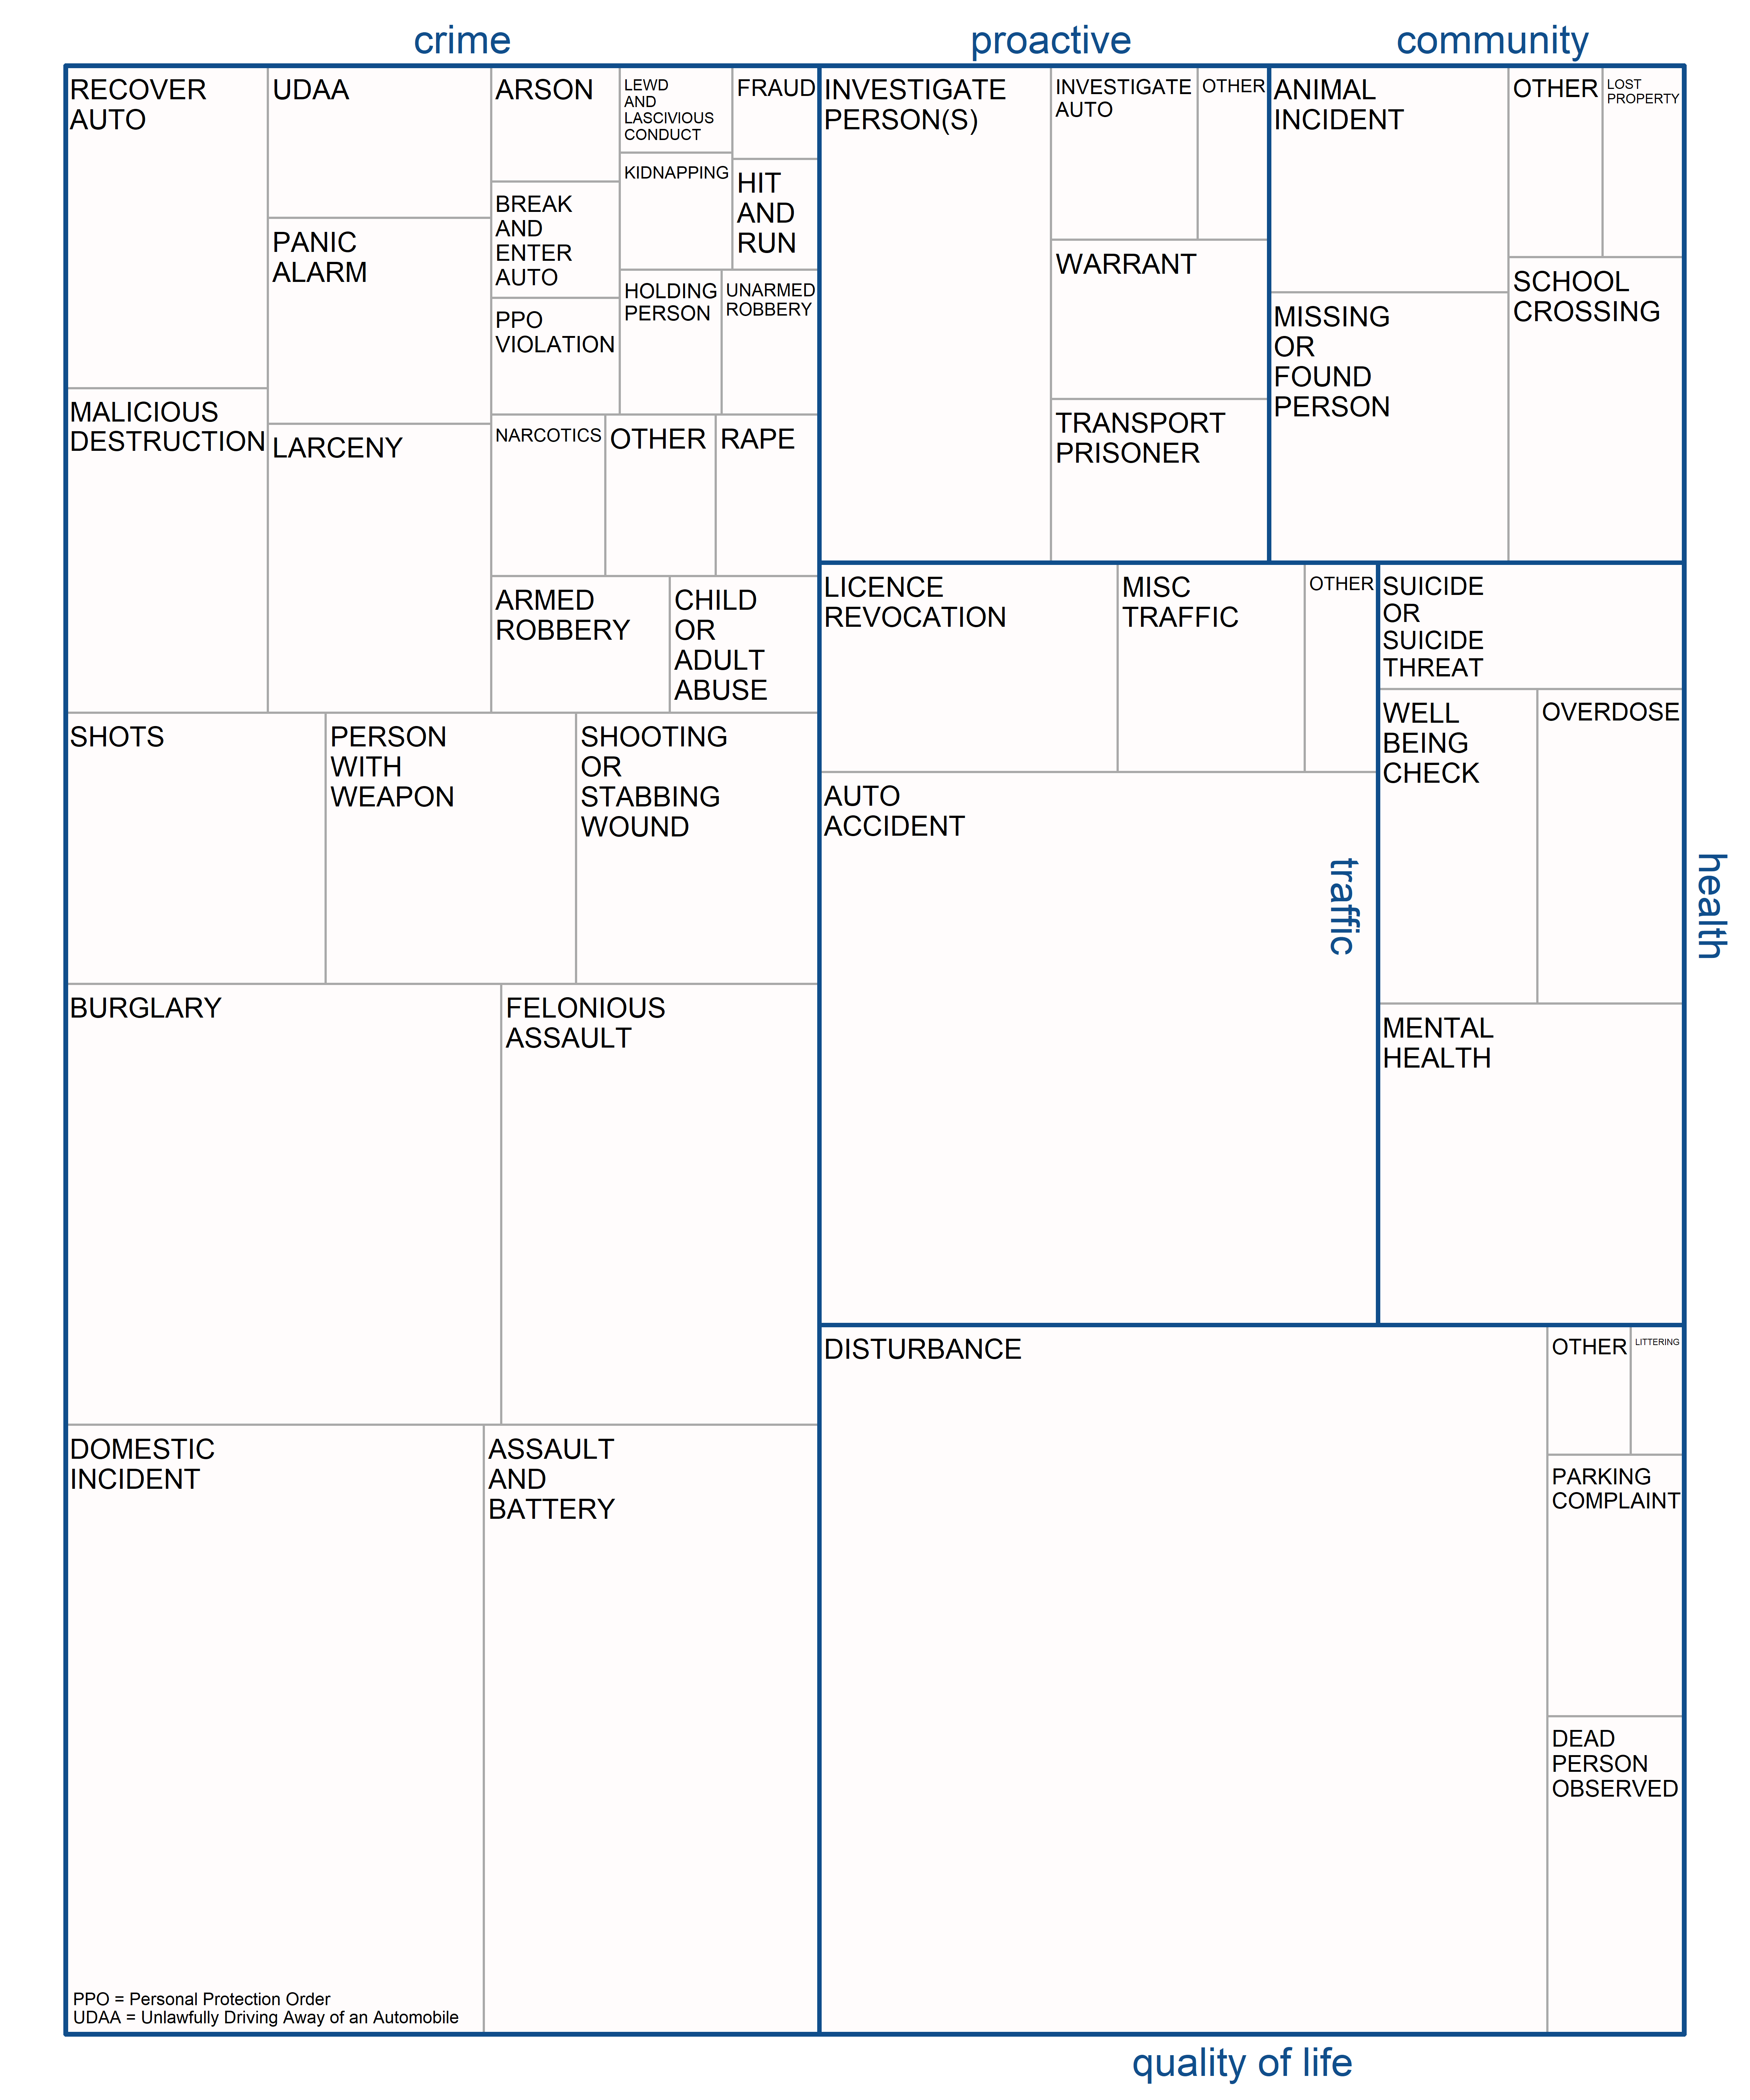 crime
proactive
community
RECOVER
AUTO
UDAA
ARSON
LEWD
AND
LASCIVIOUS
CONDUCT
FRAUD
KIDNAPPING
HIT
AND
RUN
BREAK
AND
ENTER
AUTO
PANIC
ALARM
HOLDING
PERSON
UNARMED
ROBBERY
PPO
VIOLATION
MALICIOUS
DESTRUCTION
LARCENY
NARCOTICS
OTHER
RAPE
ARMED
ROBBERY
CHILD
OR
ADULT
ABUSE
SHOTS
PERSON
WITH
WEAPON
SHOOTING
OR
STABBING
WOUND
BURGLARY
FELONIOUS
ASSAULT
DOMESTIC
INCIDENT
ASSAULT
AND
BATTERY
PPO = Personal Protection Order
UDAA = Unlawfully Driving Away of an Automobile
INVESTIGATE
PERSON(S)
INVESTIGATE
AUTO
OTHER
WARRANT
TRANSPORT
PRISONER
ANIMAL
INCIDENT
OTHER
LOST
PROPERTY
MISSING
OR
FOUND
PERSON
SCHOOL
CROSSING
LICENCE
REVOCATION
MISC
TRAFFIC
OTHER
AUTO
ACCIDENT
traffic
SUICIDE
OR
SUICIDE
THREAT
WELL
BEING
CHECK
OVERDOSE
MENTAL
HEALTH
health
DISTURBANCE
OTHER
LITTERING
PARKING
COMPLAINT
DEAD
PERSON
OBSERVED
quality of life